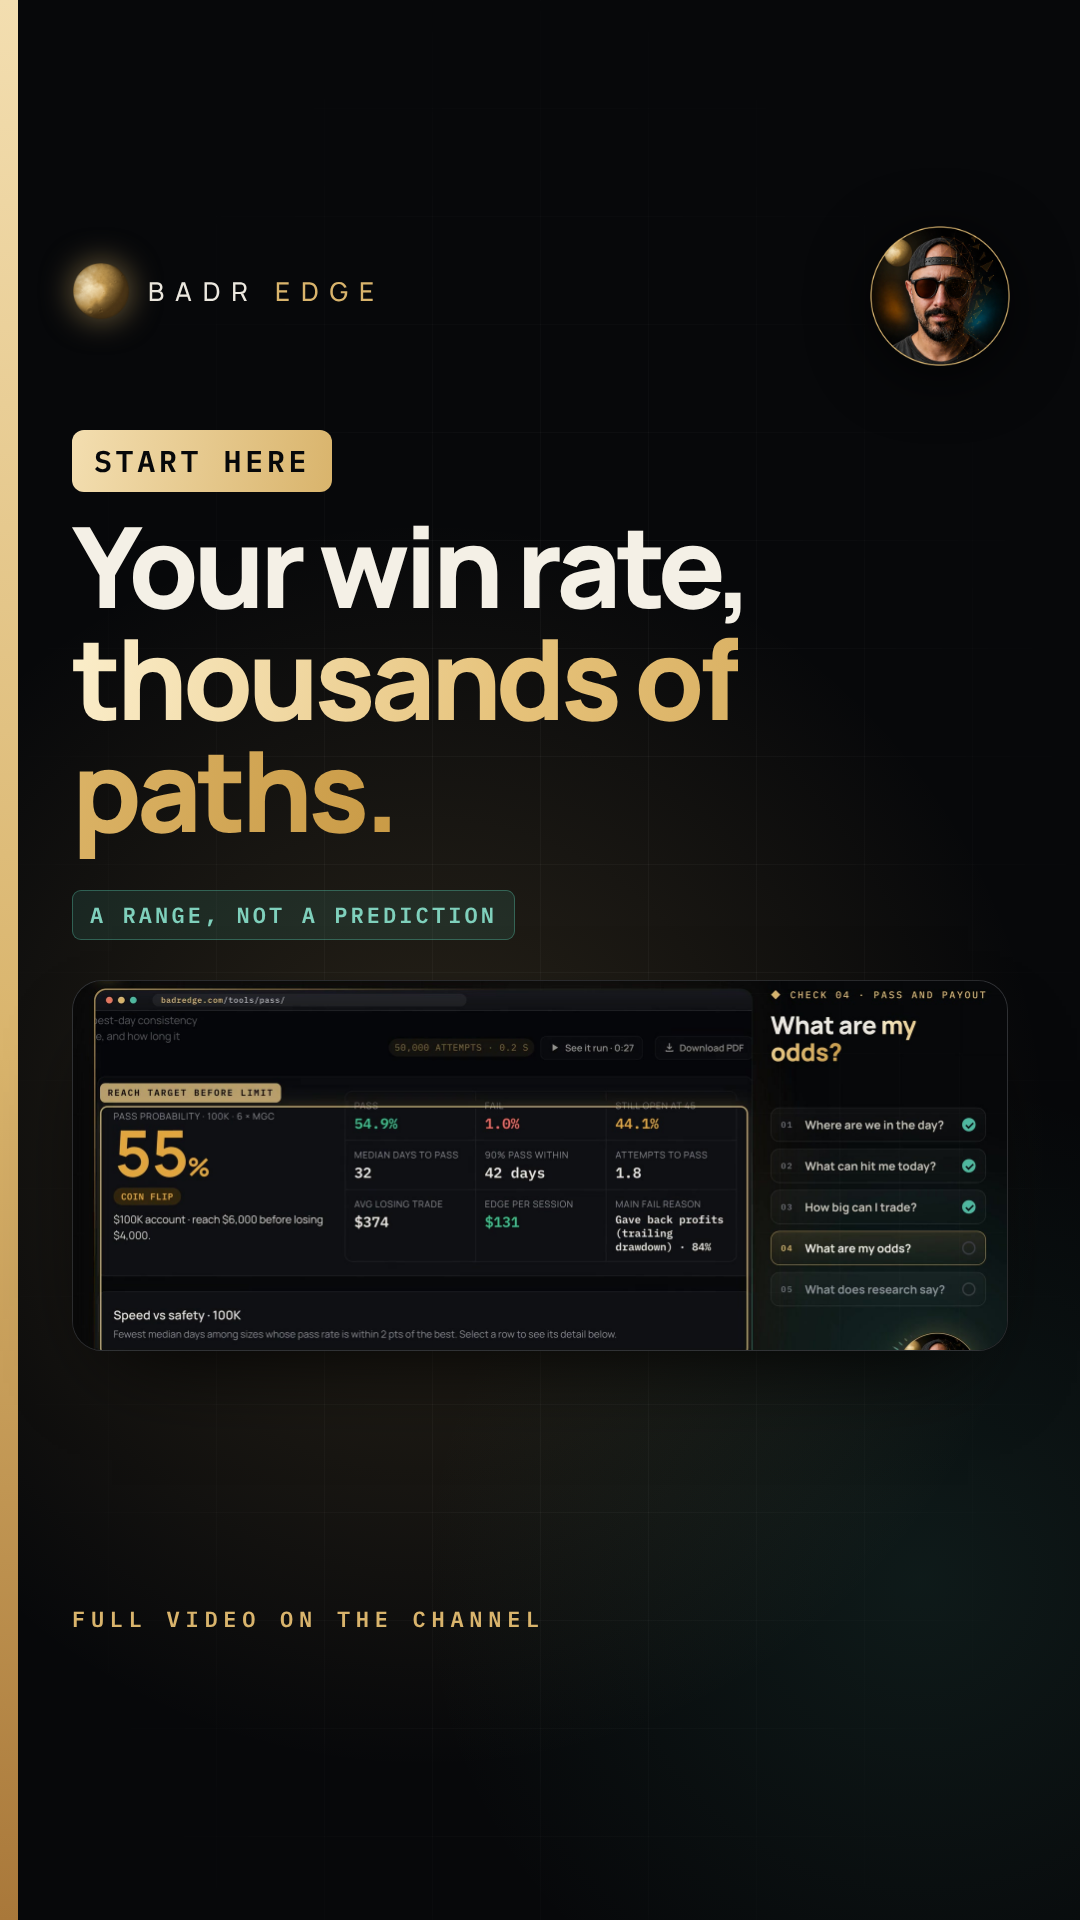 BADR EDGE
START HERE
Your win rate,
thousands of
paths.
A RANGE, NOT A PREDICTION
badredge.com/tools/pass/
est-day consistency
e, and how long it
50,000 ATTEMPTS · 0.2 S
See it run · 0:27
Download PDF
REACH TARGET BEFORE LIMIT
PASS PROBABILITY · 100K · 6 × MGC
55%
COIN FLIP
$100K account · reach $6,000 before losing
$4,000.
PASS
54.9%
FAIL
1.0%
STILL OPEN AT 45
44.1%
MEDIAN DAYS TO PASS
32
90% PASS WITHIN
42 days
ATTEMPTS TO PASS
1.8
AVG LOSING TRADE
$374
EDGE PER SESSION
$131
MAIN FAIL REASON
Gave back profits
(trailing
drawdown) · 84%
Speed vs safety · 100K
Fewest median days among sizes whose pass rate is within 2 pts of the best. Select a row to see its detail below.
CHECK 04 · PASS AND PAYOUT
What are my
odds?
01 Where are we in the day?
02 What can hit me today?
03 How big can I trade?
04 What are my odds?
05 What does research say?
FULL VIDEO ON THE CHANNEL